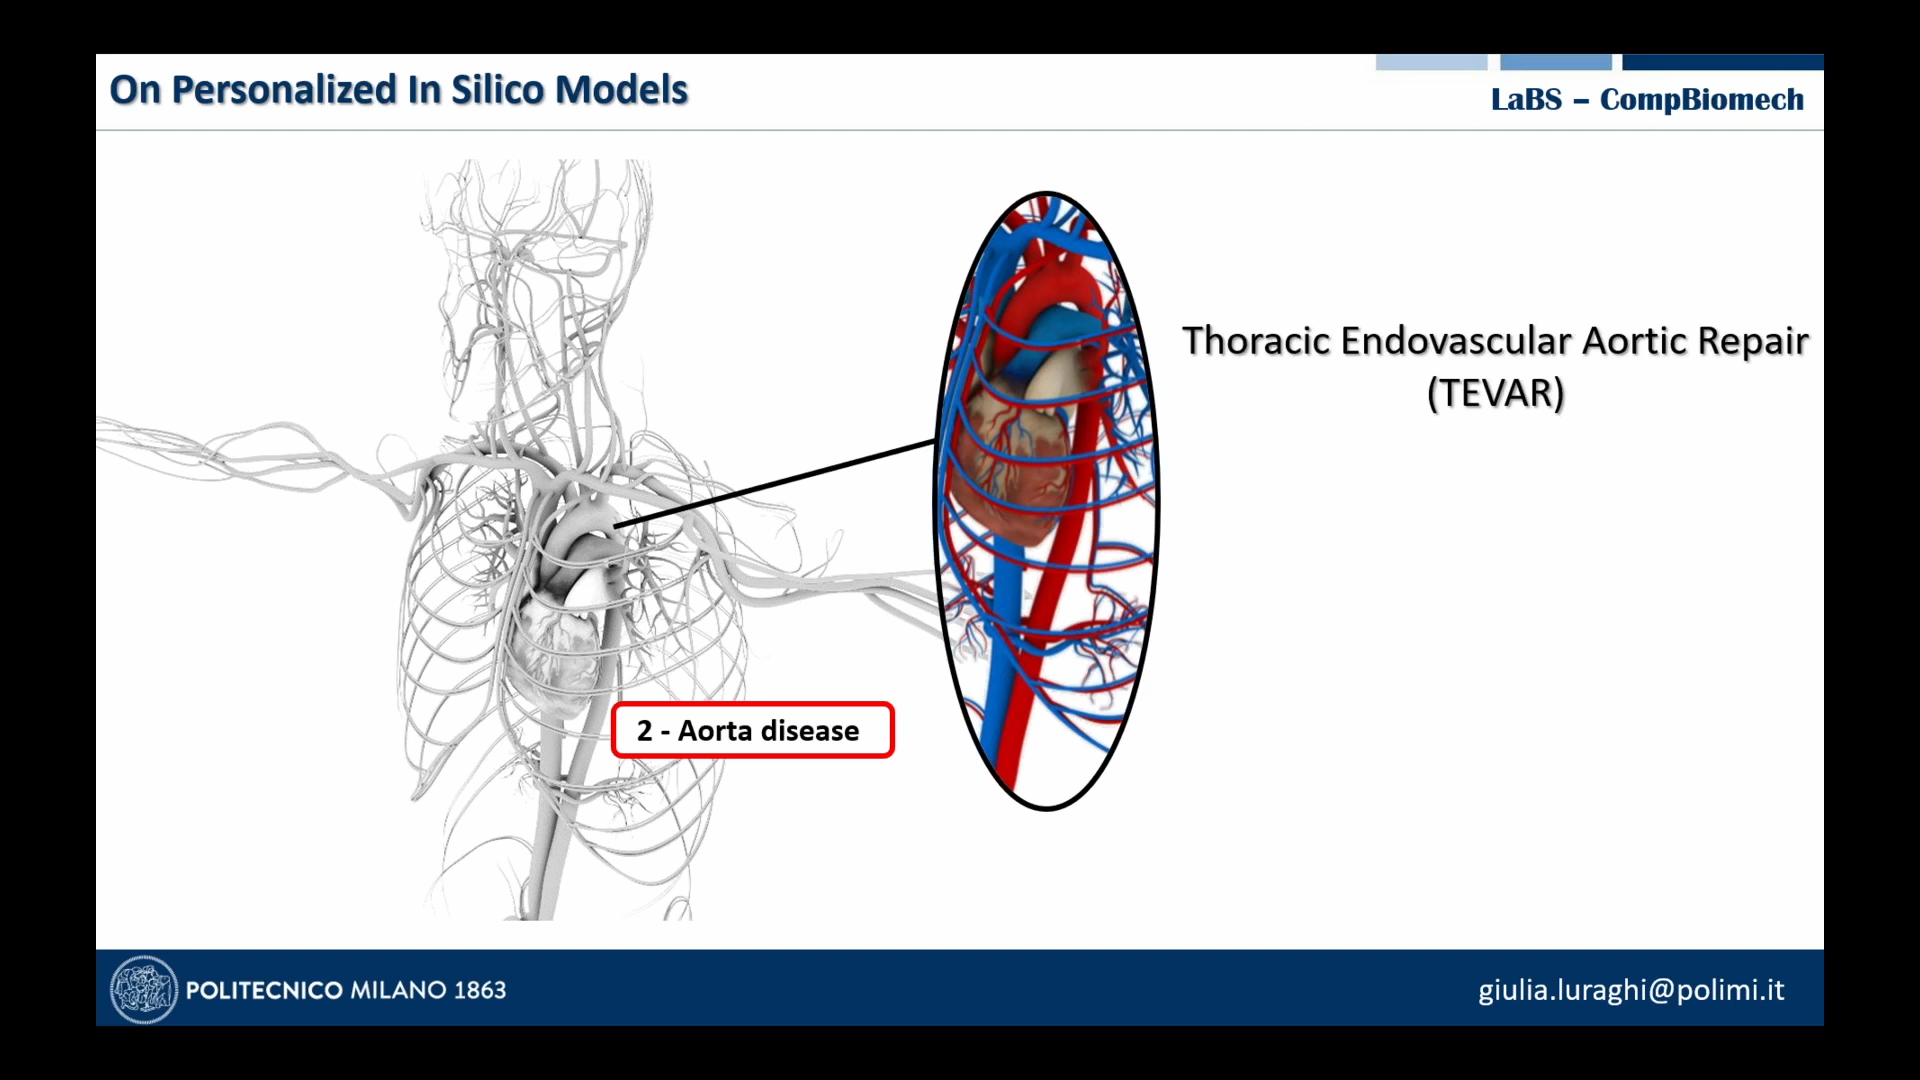 On Personalized In Silico Models
LaBS – CompBiomech
Thoracic Endovascular Aortic Repair
(TEVAR)
2 - Aorta disease
POLITECNICO MILANO 1863
giulia.luraghi@polimi.it